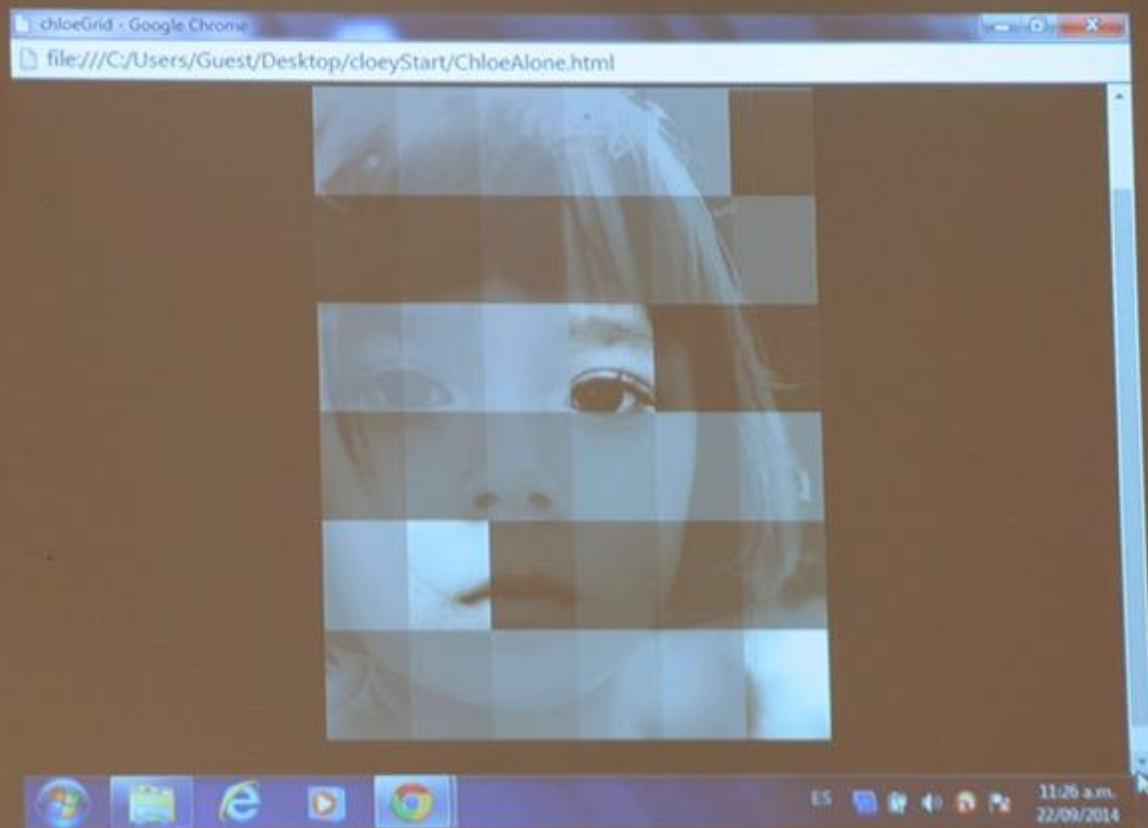 chloeGrid - Google Chrome
file:///C:/Users/Guest/Desktop/cloeyStart/ChloeAlone.html
ES
11:26 a.m.
22/09/2014